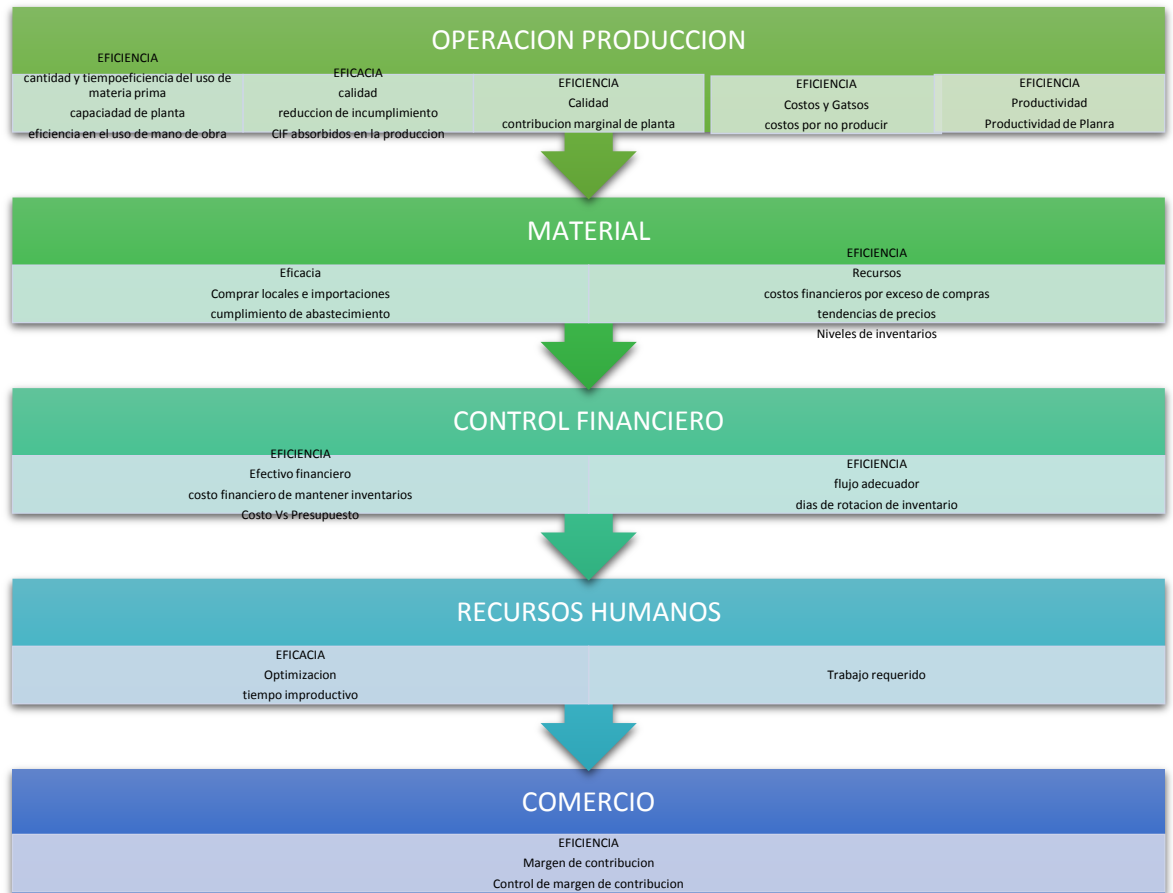 OPERACION PRODUCCION
EFICIENCIA
cantidad y tiempoeficiencia del uso de
materia prima
capaciadad de planta
eficiencia en el uso de mano de obra
EFICACIA
calidad
reduccion de incumplimiento
CIF absorbidos en la produccion
EFICIENCIA
Calidad
contribucion marginal de planta
EFICIENCIA
Costos y Gatsos
costos por no producir
EFICIENCIA
Productividad
Productividad de Planra
MATERIAL
Eficacia
Comprar locales e importaciones
cumplimiento de abastecimiento
EFICIENCIA
Recursos
costos financieros por exceso de compras
tendencias de precios
Niveles de inventarios
CONTROL FINANCIERO
EFICIENCIA
Efectivo financiero
costo financiero de mantener inventarios
Costo Vs Presupuesto
EFICIENCIA
flujo adecuador
dias de rotacion de inventario
RECURSOS HUMANOS
EFICACIA
Optimizacion
tiempo improductivo
Trabajo requerido
COMERCIO
EFICIENCIA
Margen de contribucion
Control de margen de contribucion